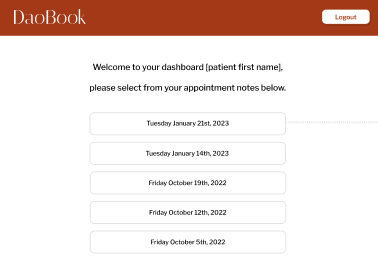 DaoBook
Logout
Welcome to your dashboard [patient first name],
please select from your appointment notes below.
Tuesday January 21st, 2023
Tuesday January 14th, 2023
Friday October 19th, 2022
Friday October 12th, 2022
Friday October 5th, 2022